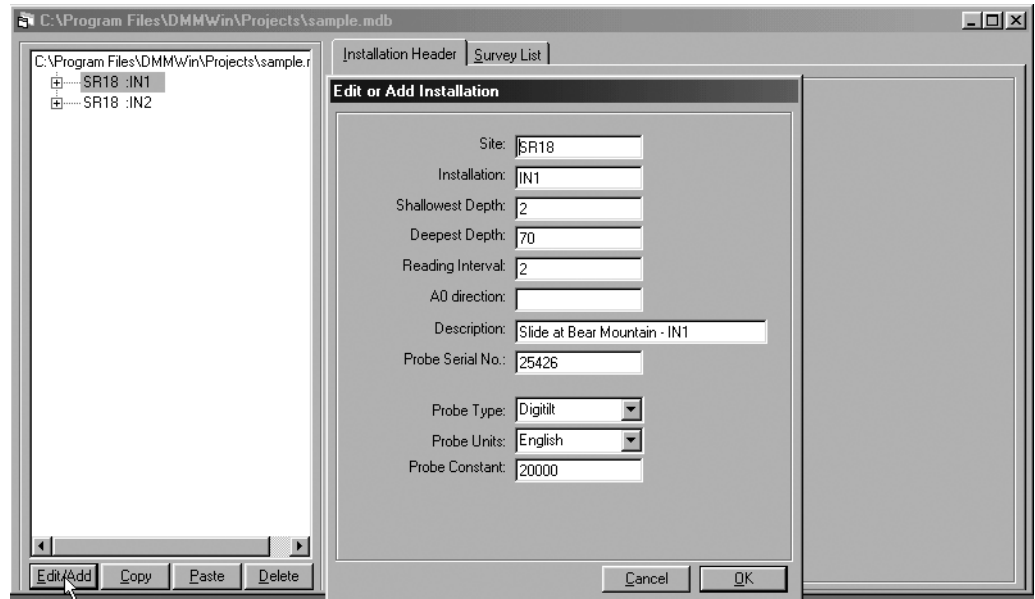 C:\Program Files\DMMWin\Projects\sample.mdb
C:\Program Files\DMMWin\Projects\sample.r
SR18 :IN1
SR18 :IN2
Installation Header
Survey List
Edit or Add Installation
Site: SR18
Installation: IN1
Shallowest Depth: 2
Deepest Depth: 70
Reading Interval: 2
A0 direction:
Description: Slide at Bear Mountain - IN1
Probe Serial No.: 25426
Probe Type: Digitilt
Probe Units: English
Probe Constant: 20000
Edit/Add Copy Paste Delete
Cancel OK